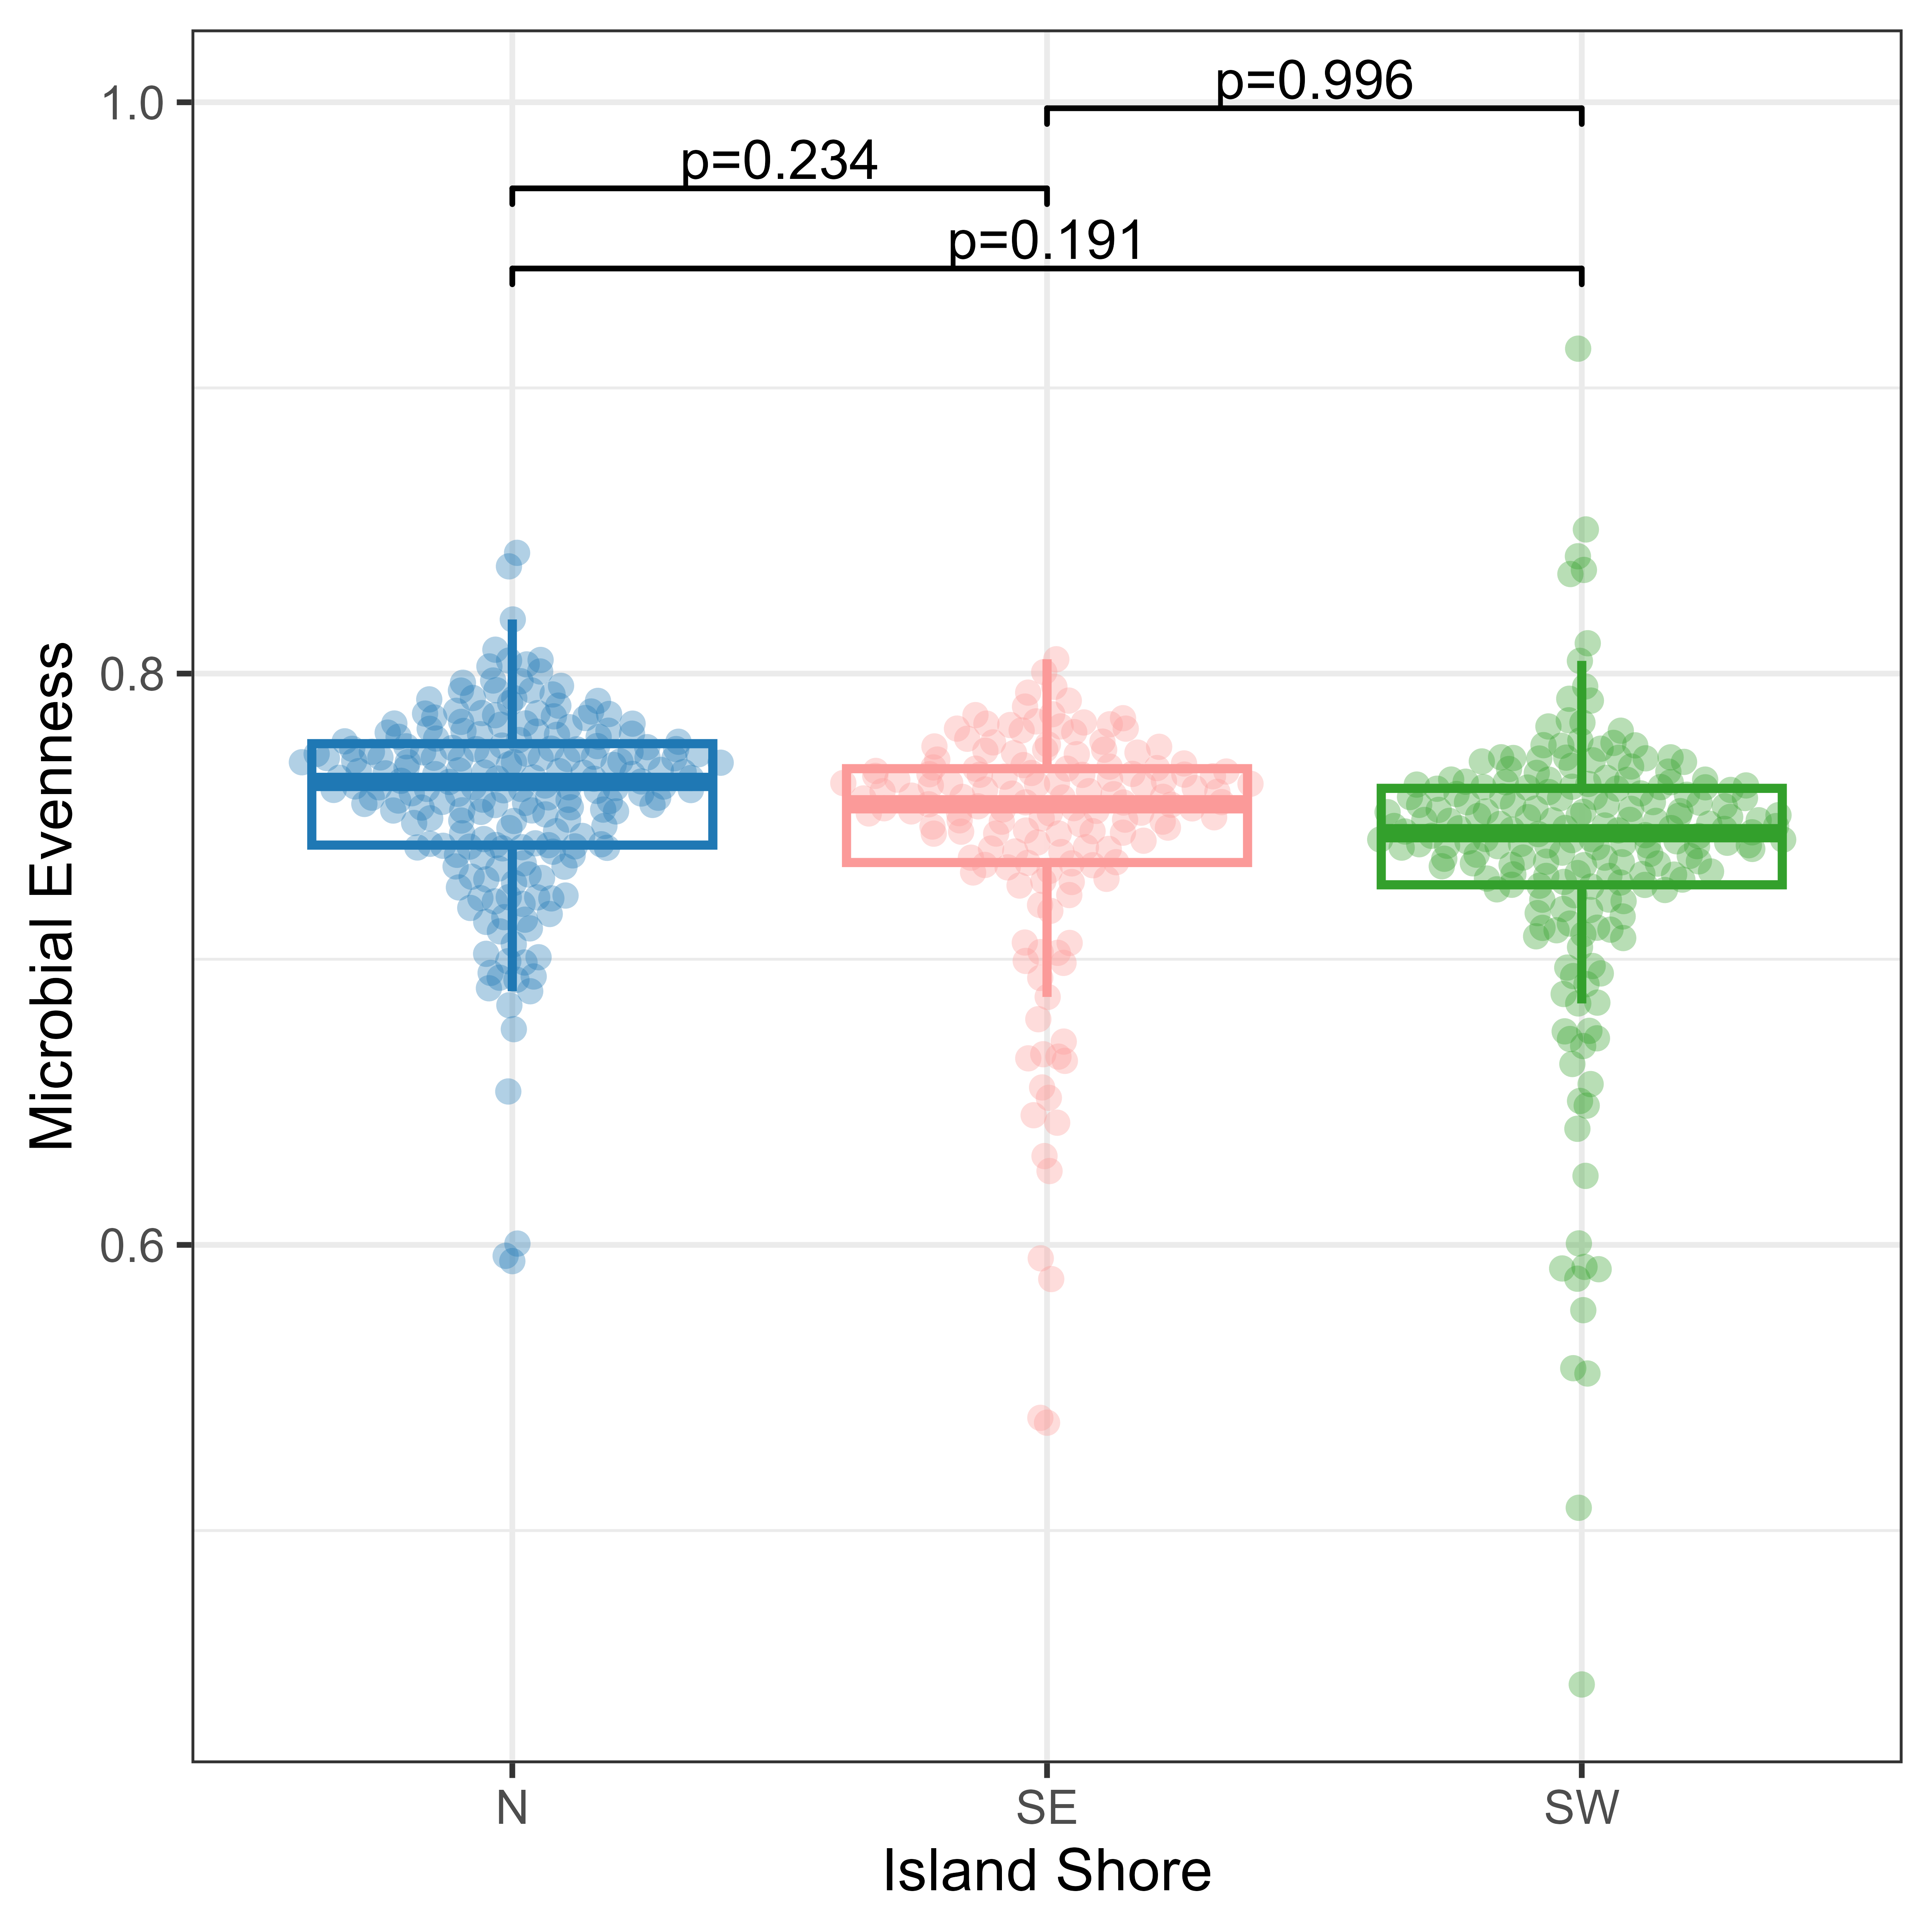 p=0.996
p=0.234
p=0.191
1.0
0.8
0.6
Microbial Evenness
N
SE
SW
Island Shore